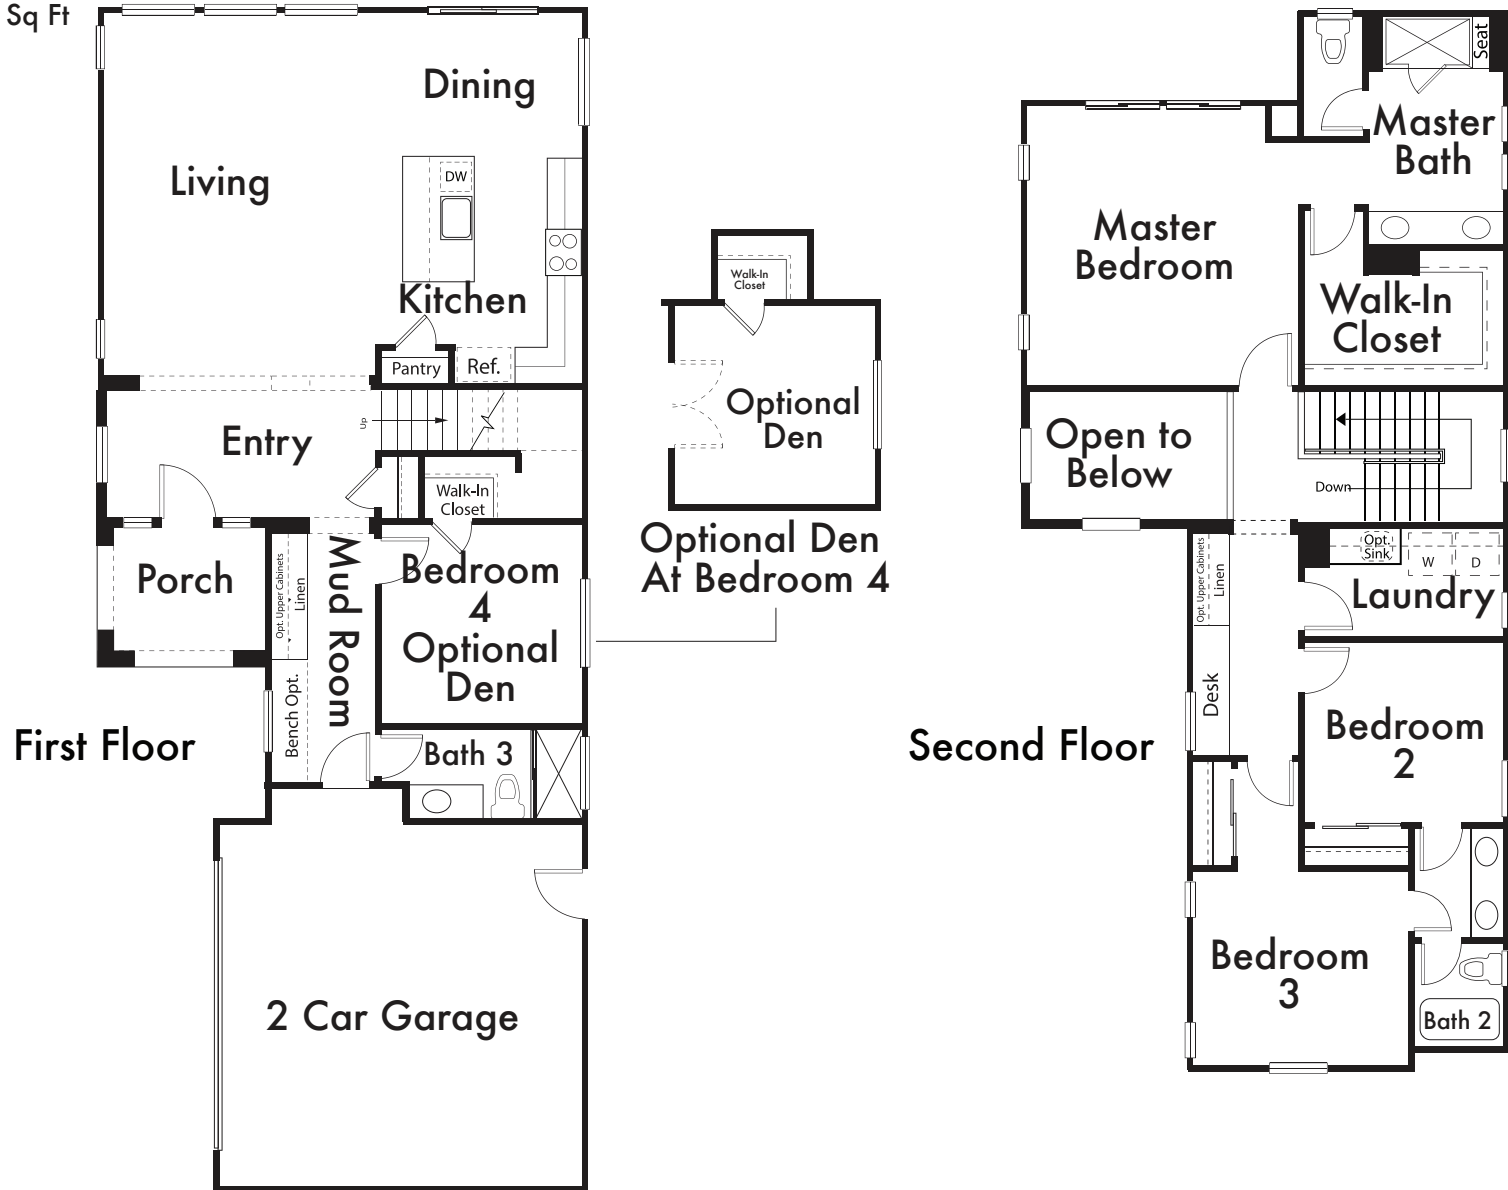 Sq Ft
Dining
Living
DW
Kitchen
Pantry
Ref.
Up
Entry
Walk-In
Closet
Porch
Opt. Upper Cabinets
Linen
Mud Room
Bench Opt.
Bedroom
4
Optional
Den
Bath 3
First Floor
2 Car Garage
Walk-In
Closet
Optional
Den
Optional Den
At Bedroom 4
Seat
Master
Bath
Master
Bedroom
Walk-In
Closet
Open to
Below
Down
Opt. Upper Cabinets
Linen
Opt.
Sink
W
D
Laundry
Desk
Second Floor
Bedroom
2
Bedroom
3
Bath 2